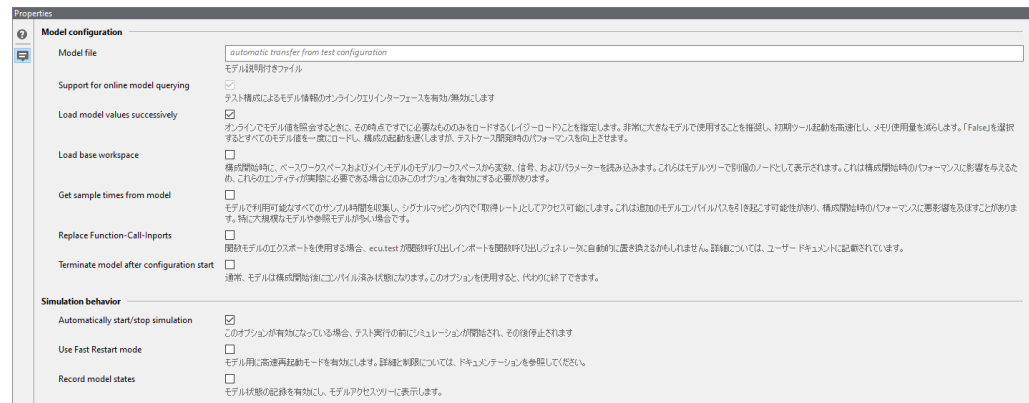 Properties
Model configuration
Model file
automatic transfer from test configuration
モデル説明付きファイル
Support for online model querying
テスト構成によるモデル情報のオンラインクエリインターフェースを有効/無効にします
Load model values successively
オンラインでモデル値を照会するときに、その時点ですでに必要なもののみをロードする(レイジーロード)ことを指定します。非常に大きなモデルで使用することを推奨し、初期ツール起動を高速化し、メモリ使用量を減らします。「False」を選択
するとすべてのモデル値を一度にロードし、構成の起動を遅くしますが、テストケース開発時のパフォーマンスを向上させます。
Load base workspace
構成開始時に、ベースワークスペースおよびメインモデルのモデルワークスペースから変数、信号、およびパラメーターを読み込みます。これらはモデルツリーで別個のノードとして表示されます。これは構成開始時のパフォーマンスに影響を与えるた
め、これらのエンティティが実際に必要である場合にのみこのオプションを有効にする必要があります。
Get sample times from model
モデルで利用可能なすべてのサンプル時間を収集し、シグナルマッピング内で「取得レート」としてアクセス可能にします。これは追加のモデルコンパイルパスを引き起こす可能性があり、構成開始時のパフォーマンスに悪影響を及ぼすことがありま
す。特に大規模なモデルや参照モデルが多い場合です。
Replace Function-Call-Inports
関数モデルのエクスポートを使用する場合、ecu.test が関数呼び出しインポートを関数呼び出しジェネレータに自動的に置き換えるかもしれません。詳細については、ユーザードキュメントに記載されています。
Terminate model after configuration start
通常、モデルは構成開始後にコンパイル済み状態になります。このオプションを使用すると、代わりに終了できます。
Simulation behavior
Automatically start/stop simulation
このオプションが有効になっている場合、テスト実行の前にシミュレーションが開始され、その後停止されます
Use Fast Restart mode
モデル用に高速再起動モードを有効にします。詳細と制限については、ドキュメンテーションを参照してください。
Record model states
モデル状態の記録を有効にし、モデルアクセスツリーに表示します。